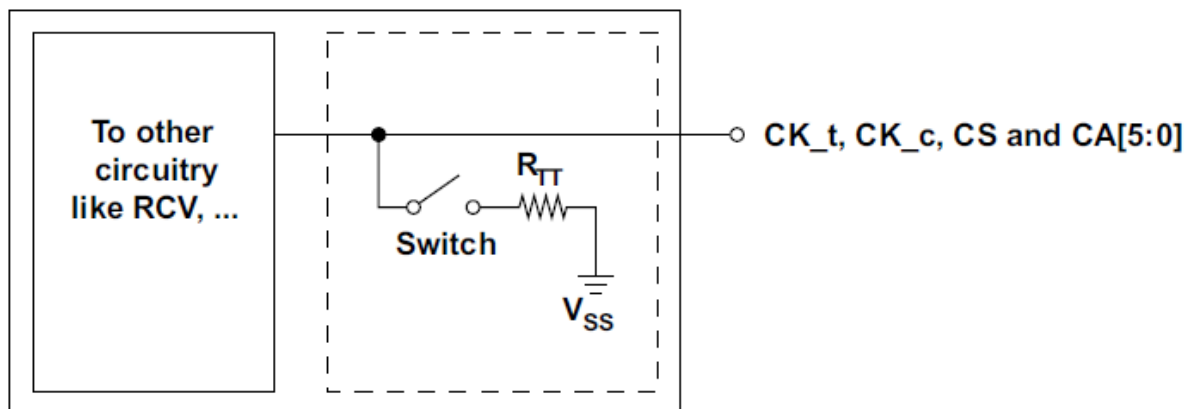 To other
circuitry
like RCV, ...
CK_t, CK_c, CS and CA[5:0]
RTT
Switch
VSS